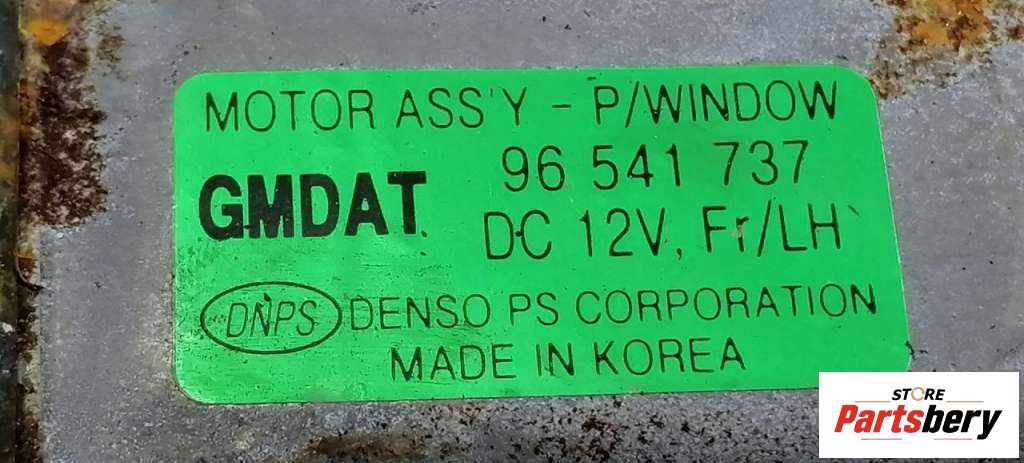 MOTOR ASS'Y - P/WINDOW
GMDAT 96 541 737
DC 12V, Fr/LH
DNPS DENSO PS CORPORATION
MADE IN KOREA
STORE
Partsbery